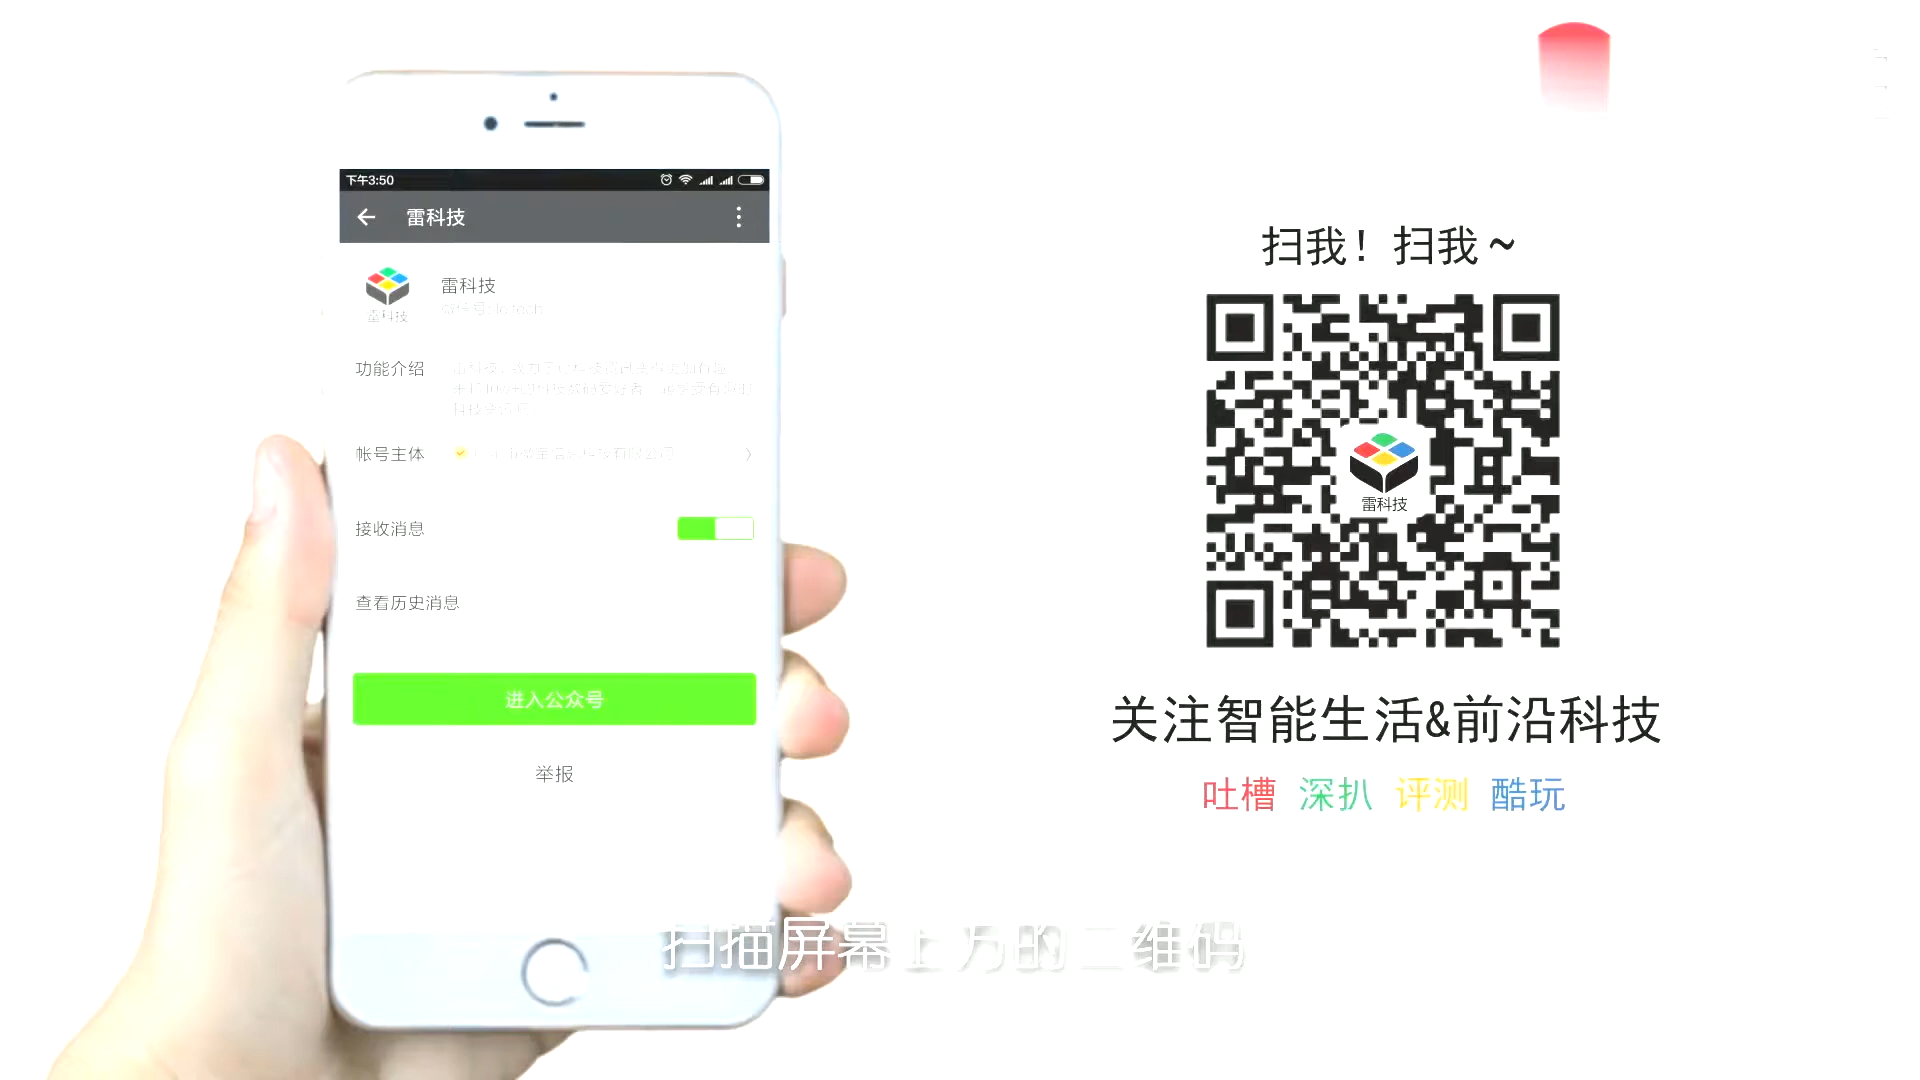 下午3:50
雷科技
雷科技
雷科技
功能介绍
帐号主体
接收消息
查看历史消息
进入公众号
举报
扫我！扫我~
雷科技
关注智能生活&前沿科技
吐槽 深扒 评测 酷玩
扫描屏幕上方的二维码